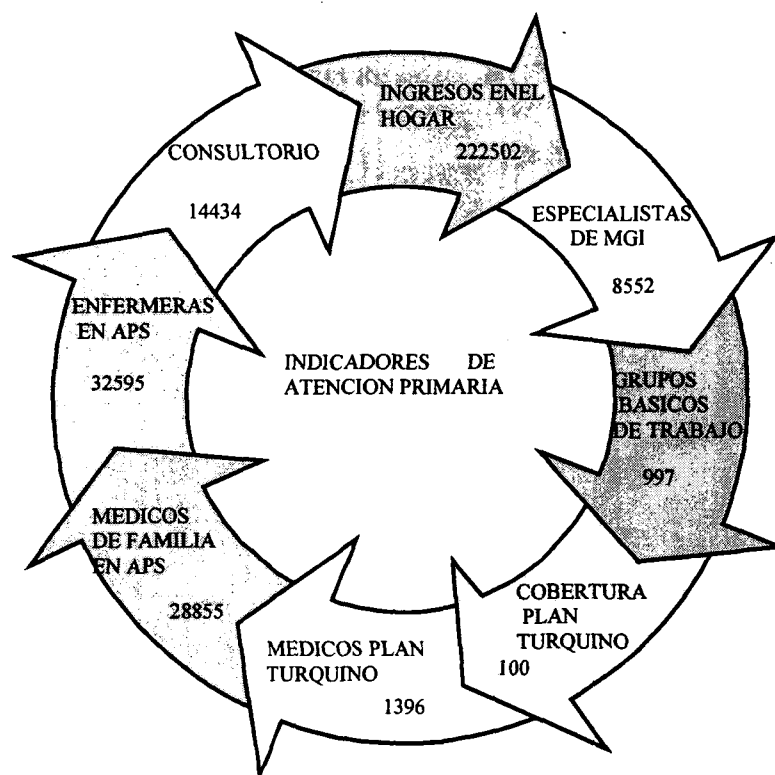 INGRESOS ENEL
HOGAR
222502
ESPECIALISTAS
DE MGI
8552
GRUPOS
BASICOS
DE TRABAJO
997
COBERTURA
PLAN
TURQUINO
100
MEDICOS PLAN
TURQUINO
1396
MEDICOS
DE FAMILIA
EN APS
28855
ENFERMERAS
EN APS
32595
CONSULTORIO
14434
INDICADORES DE
ATENCION PRIMARIA